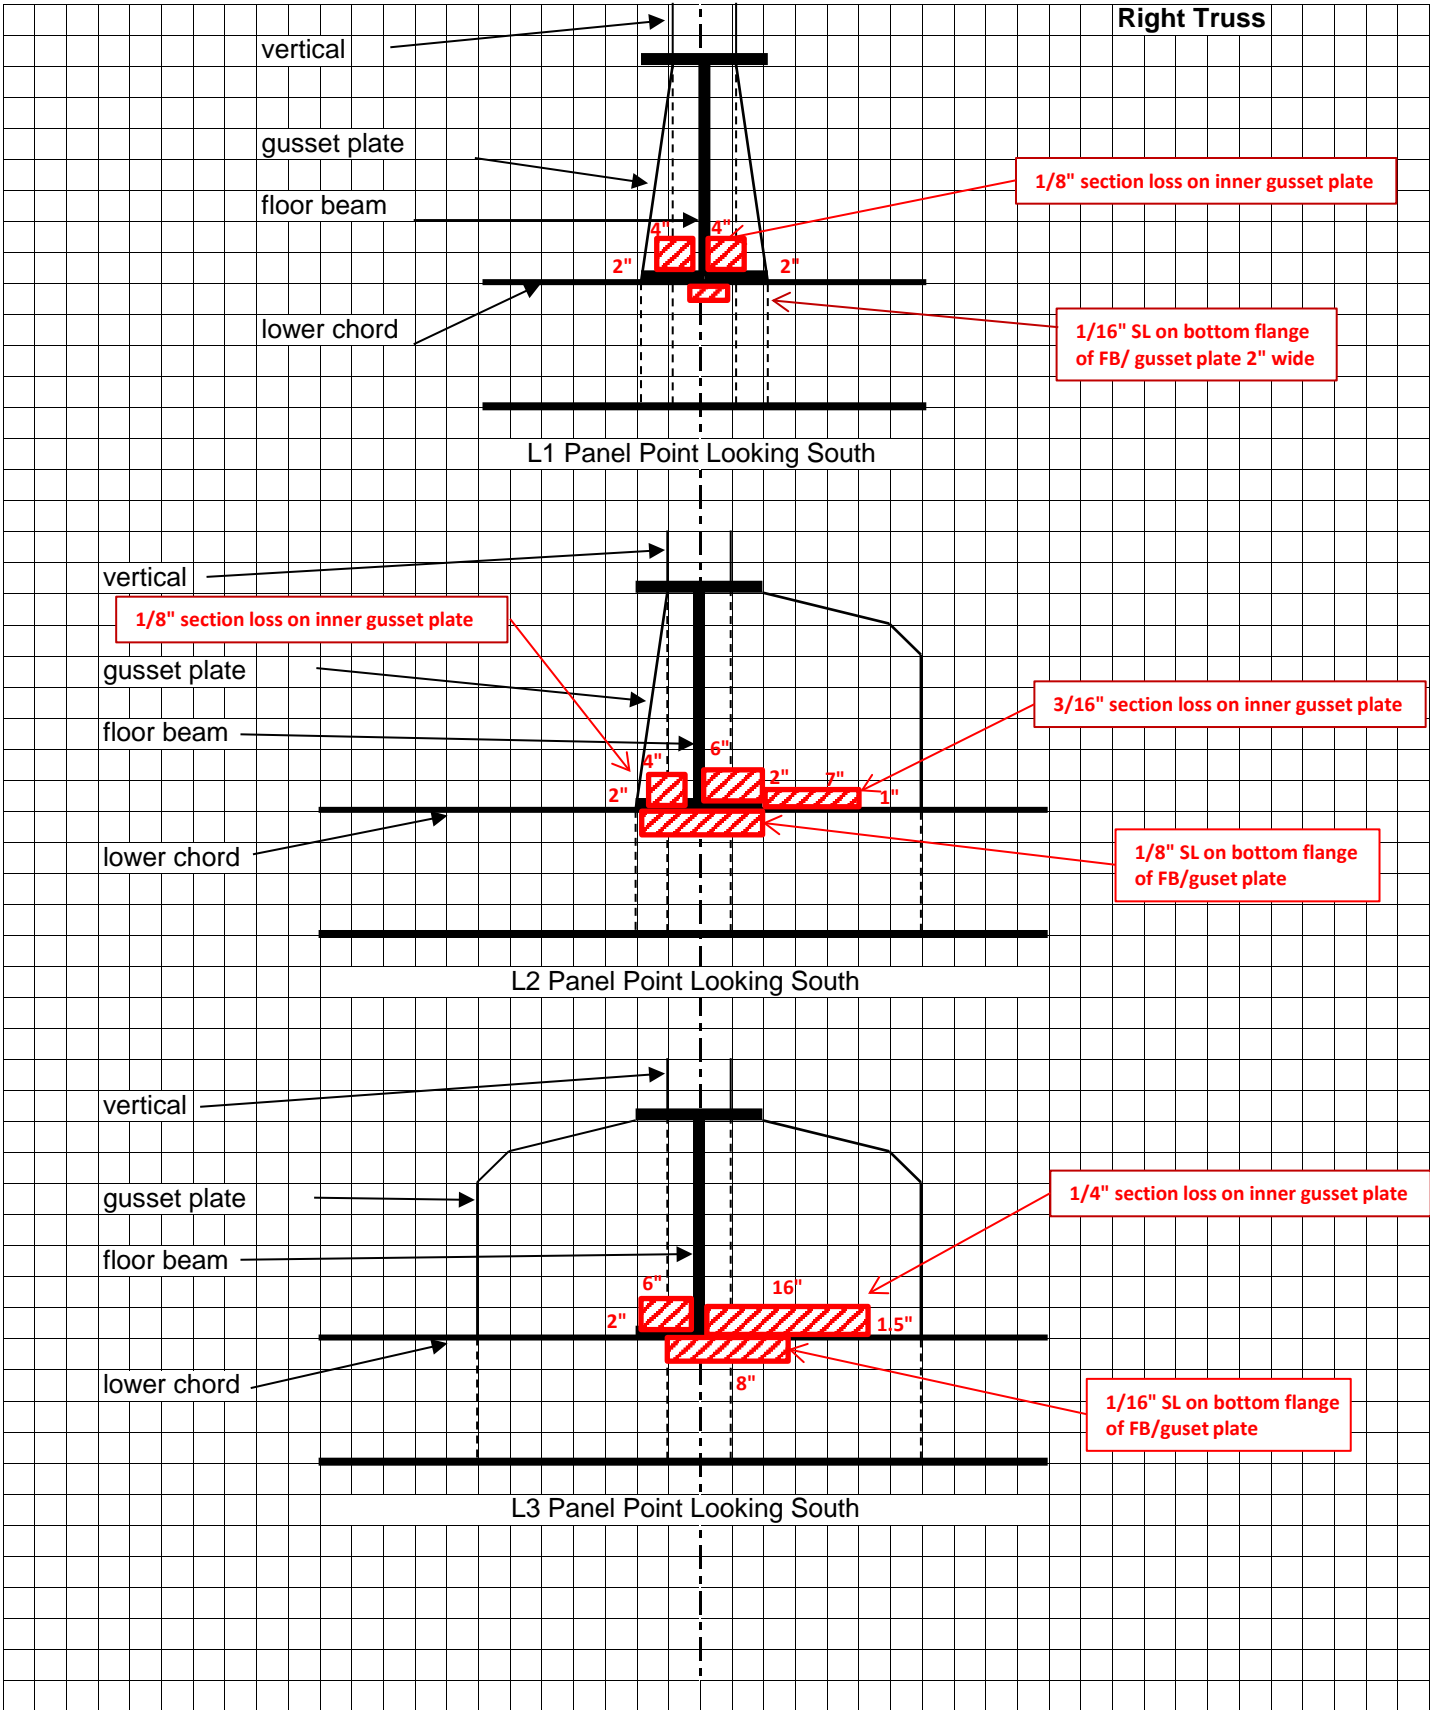 Right Truss
vertical
gusset plate
1/8" section loss on inner gusset plate
floor beam
4"
4"
2"
2"
lower chord
1/16" SL on bottom flange
of FB/ gusset plate 2" wide
L1 Panel Point Looking South
vertical
1/8" section loss on inner gusset plate
gusset plate
3/16" section loss on inner gusset plate
floor beam
6"
4"
2"
7"
2"
1"
lower chord
1/8" SL on bottom flange
of FB/guset plate
L2 Panel Point Looking South
vertical
gusset plate
1/4" section loss on inner gusset plate
floor beam
6"
16"
2"
1.5"
lower chord
8"
1/16" SL on bottom flange
of FB/guset plate
L3 Panel Point Looking South